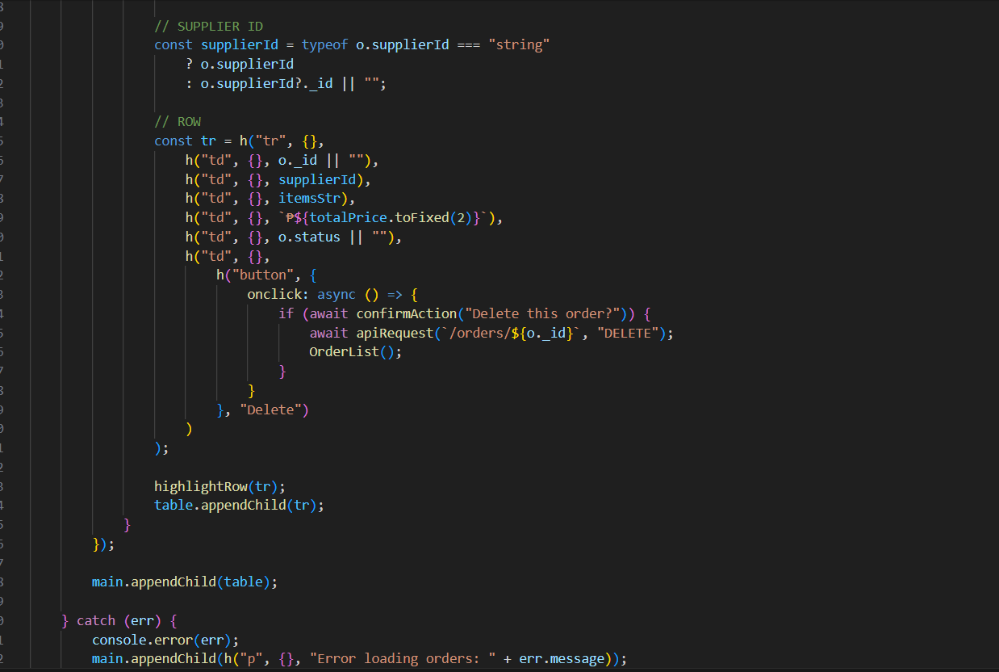 // SUPPLIER ID
const supplierId = typeof o.supplierId === "string"
? o.supplierId
: o.supplierId?._id || "";
// ROW
const tr = h("tr", {},
h("td", {}, o._id || ""),
h("td", {}, supplierId),
h("td", {}, itemsStr),
h("td", {}, `₱${totalPrice.toFixed(2)}`),
h("td", {}, o.status || ""),
h("td", {},
h("button", {
onclick: async () => {
if (await confirmAction("Delete this order?")) {
await apiRequest(`/orders/${o._id}`, "DELETE");
OrderList();
}
}
}, "Delete")
)
);
highlightRow(tr);
table.appendChild(tr);
}
});
main.appendChild(table);
} catch (err) {
console.error(err);
main.appendChild(h("p", {}, "Error loading orders: " + err.message));